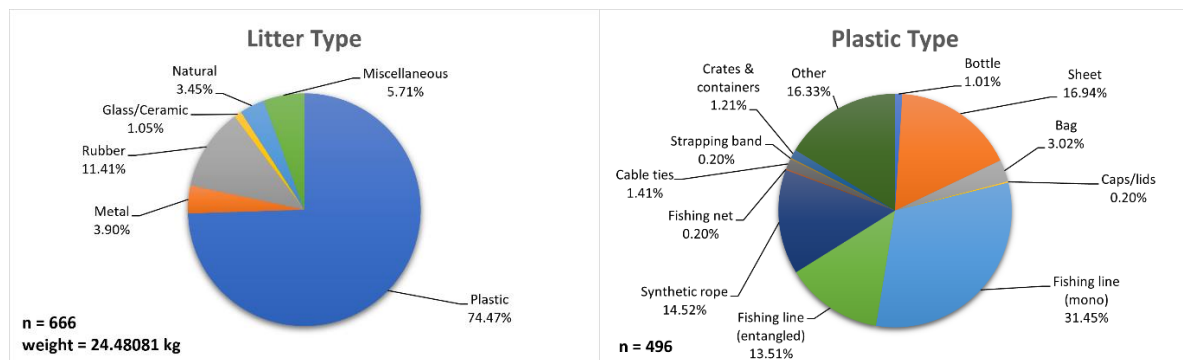 Litter Type
Natural
3.45%
Miscellaneous
5.71%
Glass/Ceramic
1.05%
Rubber
11.41%
Metal
3.90%
Plastic
74.47%
n = 666
weight = 24.48081 kg
Plastic Type
Bottle
1.01%
Sheet
16.94%
Bag
3.02%
Caps/lids
0.20%
Fishing line
(mono)
31.45%
Fishing line
(entangled)
13.51%
Synthetic rope
14.52%
Fishing net
0.20%
Cable ties
1.41%
Strapping band
0.20%
Crates &
containers
1.21%
Other
16.33%
n = 496